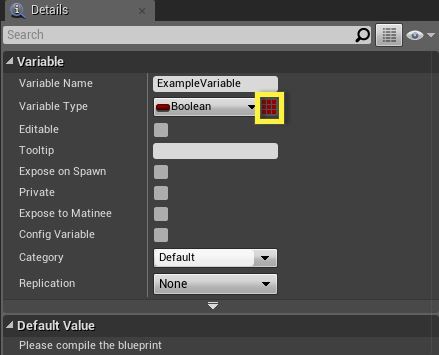 Details
Search
Variable
Variable Name ExampleVariable
Variable Type Boolean
Editable
Tooltip
Expose on Spawn
Private
Expose to Matinee
Config Variable
Category Default
Replication None
Default Value
Please compile the blueprint